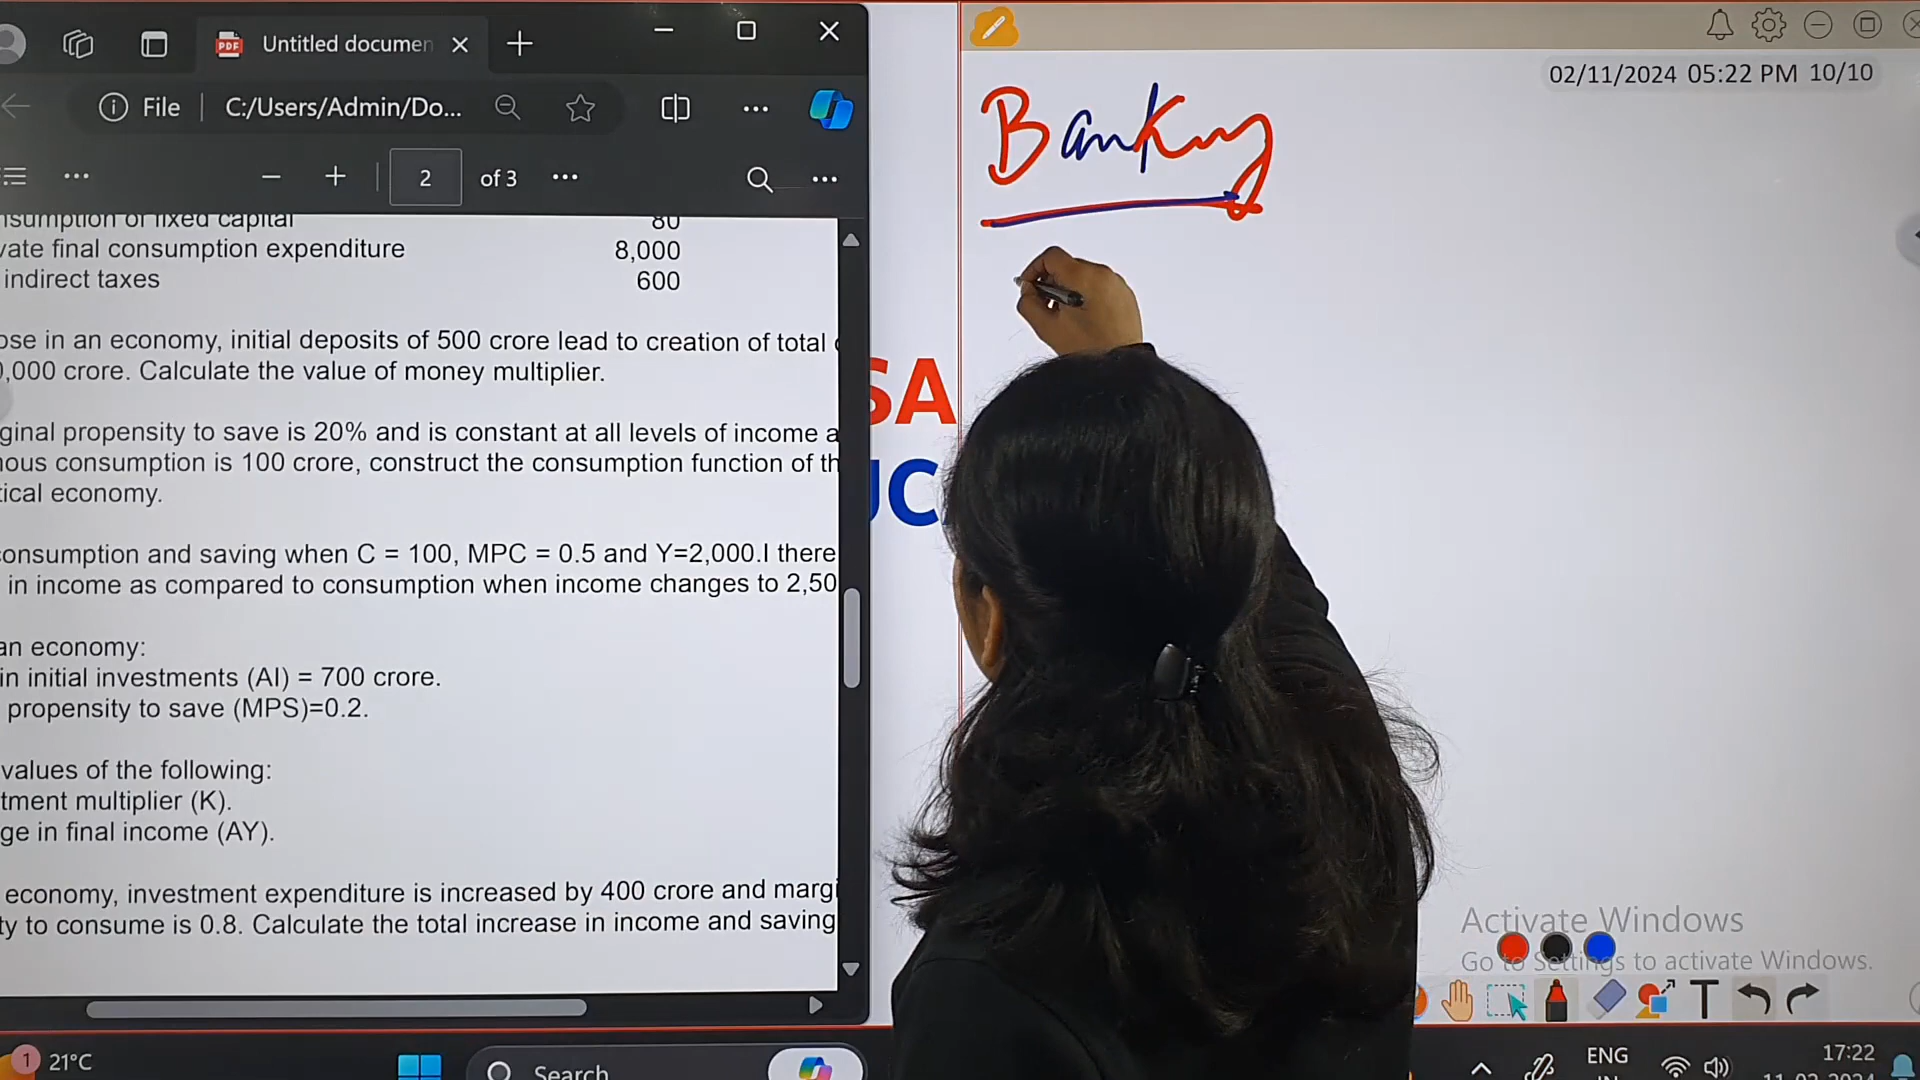 Untitled documen
File
C:/Users/Admin/Do...
2 of 3
nsumption of fixed capital 80
vate final consumption expenditure 8,000
indirect taxes 600
ose in an economy, initial deposits of 500 crore lead to creation of total
,000 crore. Calculate the value of money multiplier.
ginal propensity to save is 20% and is constant at all levels of income a
nous consumption is 100 crore, construct the consumption function of th
tical economy.
consumption and saving when C = 100, MPC = 0.5 and Y=2,000.I there
in income as compared to consumption when income changes to 2,50
an economy:
in initial investments (AI) = 700 crore.
propensity to save (MPS)=0.2.
values of the following:
tment multiplier (K).
ge in final income (AY).
economy, investment expenditure is increased by 400 crore and margi
ty to consume is 0.8. Calculate the total increase in income and saving
SA
UC
02/11/2024 05:22 PM 10/10
Banking
Activate Windows
Go to Settings to activate Windows.
1 21°C
Search
ENG
IN
17:22